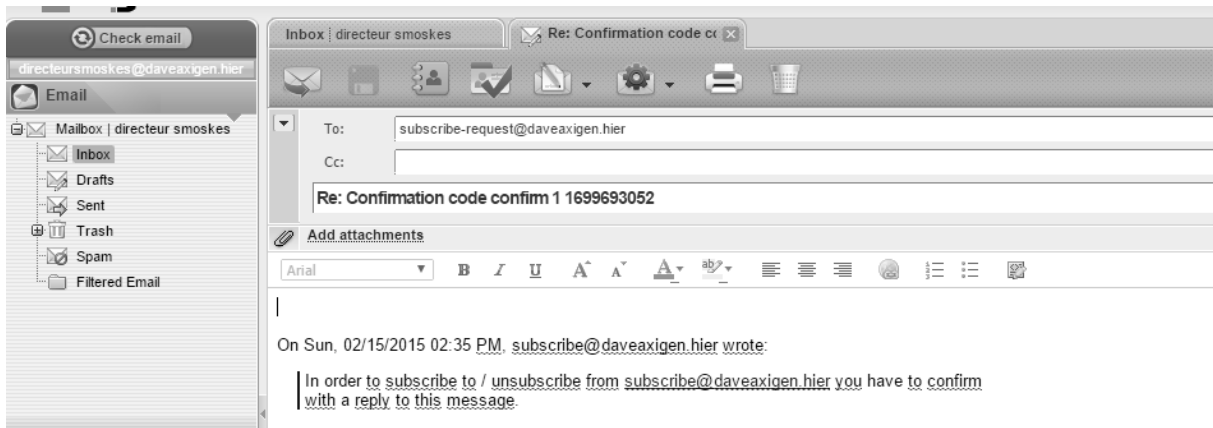 Check email
directeursmoskes@daveaxigen.hier
Email
Mailbox | directeur smoskes
Inbox
Drafts
Sent
Trash
Spam
Filtered Email
Inbox | directeur smoskes
Re: Confirmation code cc
To: subscribe-request@daveaxigen.hier
Cc:
Re: Confirmation code confirm 1 1699693052
Add attachments
Arial B I U A A A ab
On Sun, 02/15/2015 02:35 PM, subscribe@daveaxigen.hier wrote:
In order to subscribe to / unsubscribe from subscribe@daveaxigen.hier you have to confirm
with a reply to this message.